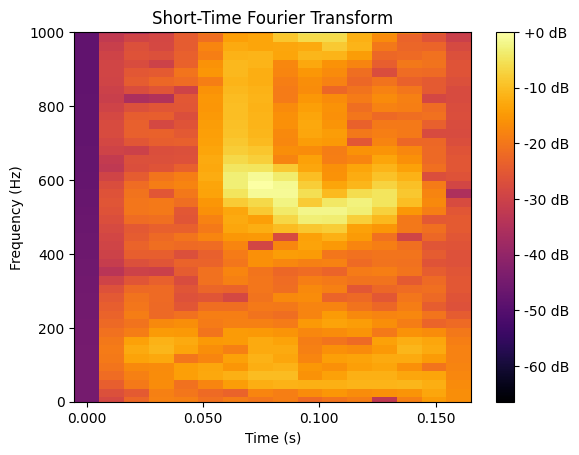 Short-Time Fourier Transform
Frequency (Hz)
1000
800
600
400
200
0
0.000
0.050
0.100
0.150
Time (s)
+0 dB
-10 dB
-20 dB
-30 dB
-40 dB
-50 dB
-60 dB